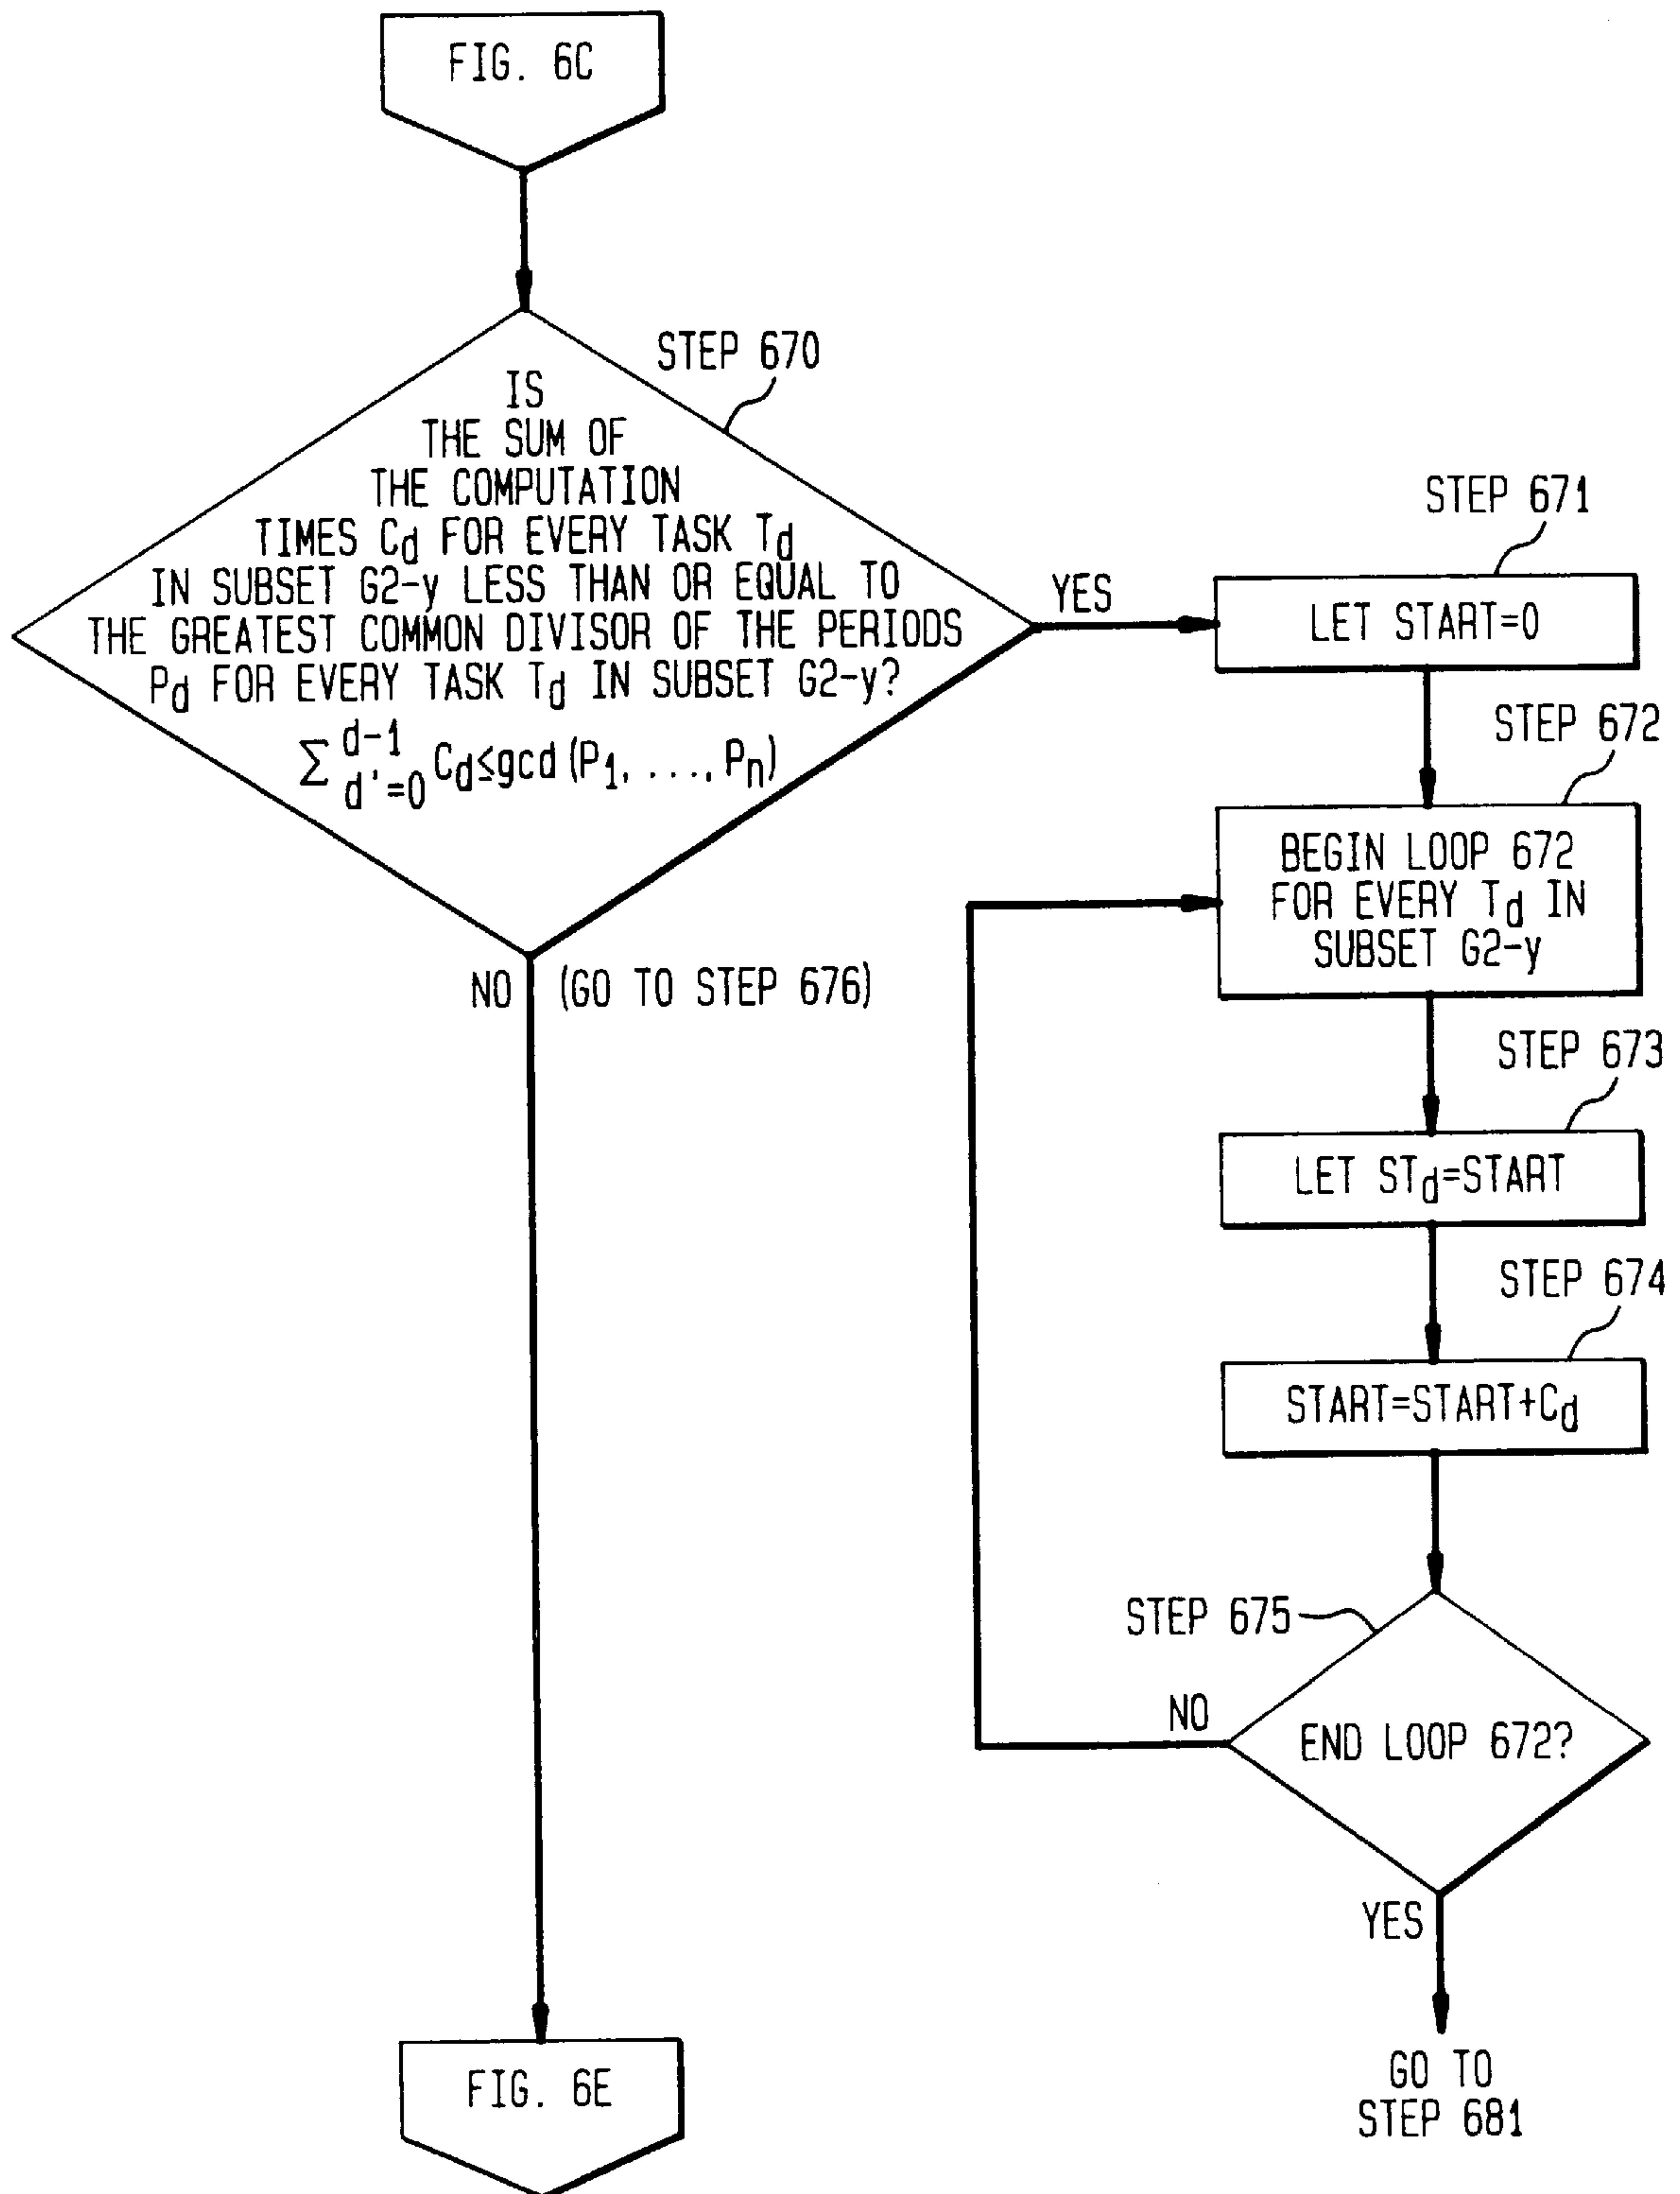 FIG. 6C
STEP 670
IS
THE SUM OF
THE COMPUTATION
TIMES Cd FOR EVERY TASK Td
IN SUBSET G2-y LESS THAN OR EQUAL TO
THE GREATEST COMMON DIVISOR OF THE PERIODS
Pd FOR EVERY TASK Td IN SUBSET G2-y?
∑ d-1 d'=0 Cd≤gcd (P1, ..., Pn)
YES
NO (GO TO STEP 676)
STEP 671
LET START=0
STEP 672
BEGIN LOOP 672
FOR EVERY Td IN
SUBSET G2-y
STEP 673
LET STd=START
STEP 674
START=START+Cd
STEP 675
NO
END LOOP 672?
YES
GO TO
STEP 681
FIG. 6E